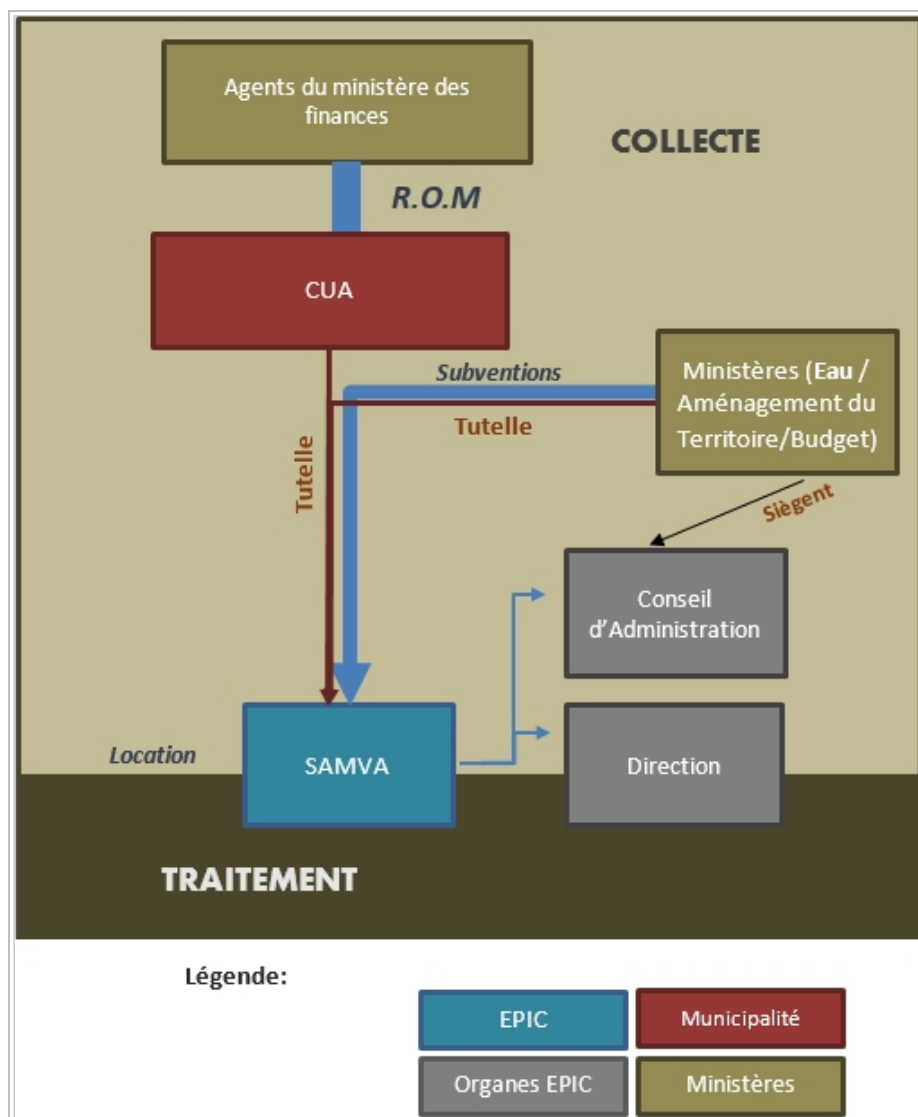 Agents du ministère des
finances
COLLECTE
R.O.M
CUA
Subventions
Ministères (Eau /
Aménagement du
Territoire/Budget)
Tutelle
Tutelle
Siègent
Conseil
d'Administration
Location
SAMVA
Direction
TRAITEMENT
Légende:
EPIC
Municipalité
Organes EPIC
Ministères